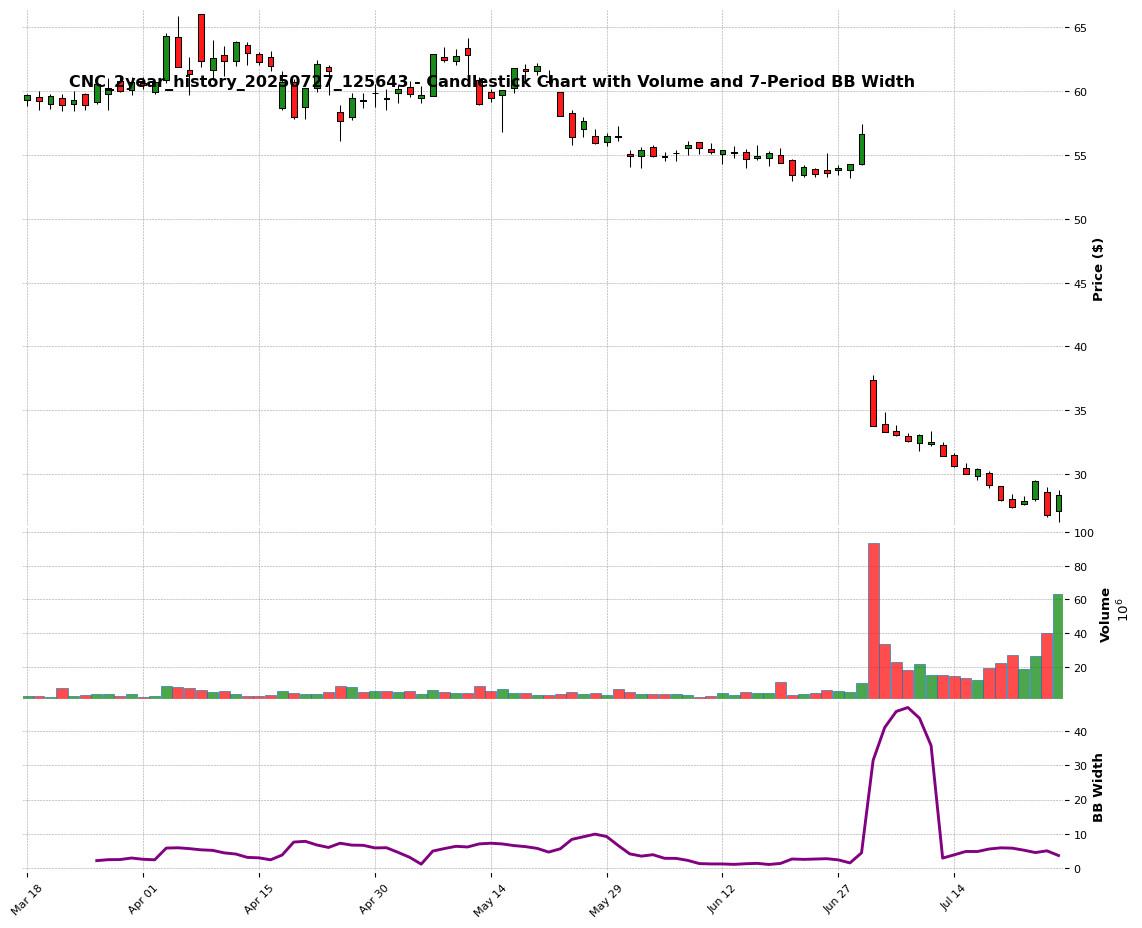 CNC_2year_history_20250727_125643 - Candlestick Chart with Volume and 7-Period BB Width
65
60
55
50
45
40
35
30
Price ($)
100
80
60
40
20
Volume
10^6
40
30
20
10
0
BB Width
Mar 18
Apr 01
Apr 15
Apr 30
May 14
May 29
Jun 12
Jun 27
Jul 14